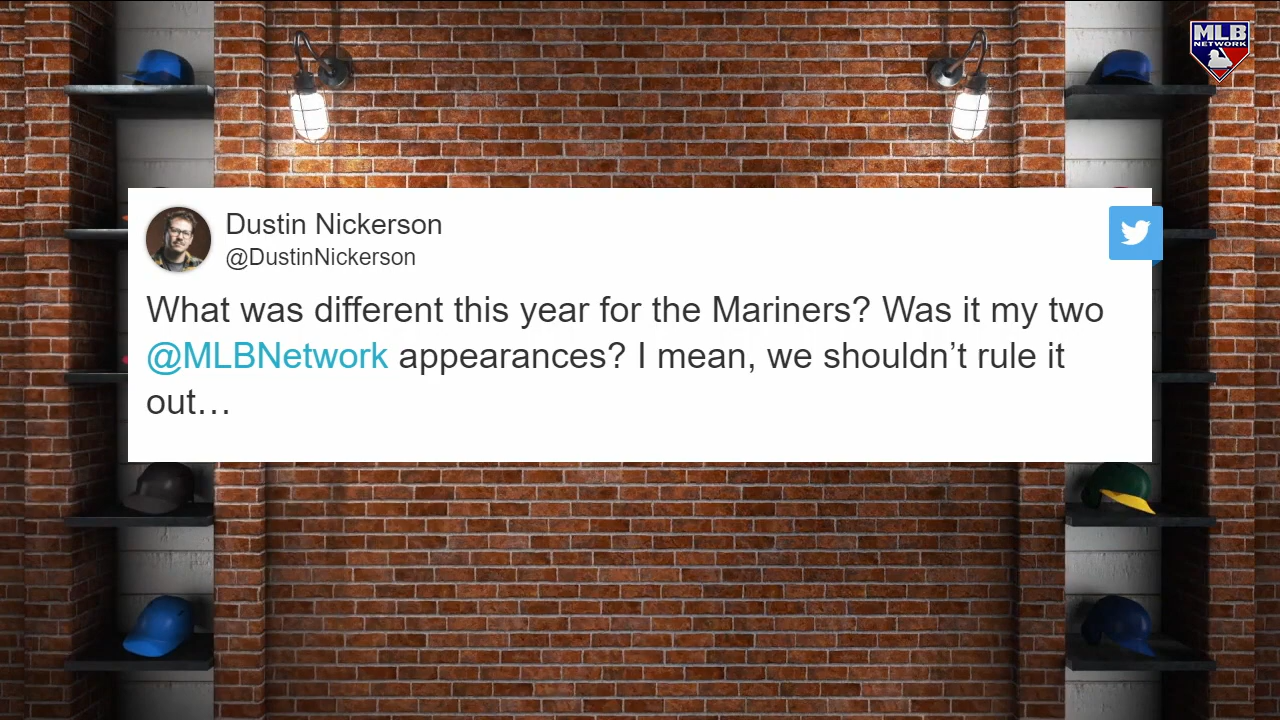 MLB
NETWORK
Dustin Nickerson
@DustinNickerson
What was different this year for the Mariners? Was it my two
@MLBNetwork appearances? I mean, we shouldn’t rule it
out…